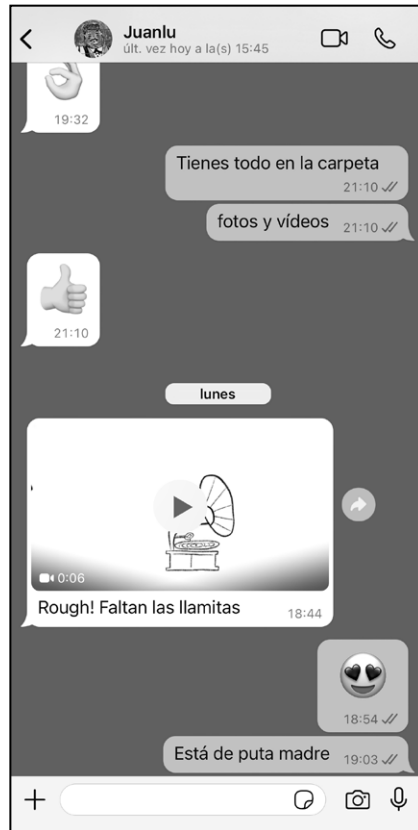 Juanlu
últ. vez hoy a la(s) 15:45
19:32
Tienes todo en la carpeta
21:10
fotos y vídeos 21:10
21:10
lunes
0:06
Rough! Faltan las llamitas 18:44
18:54
Está de puta madre 19:03